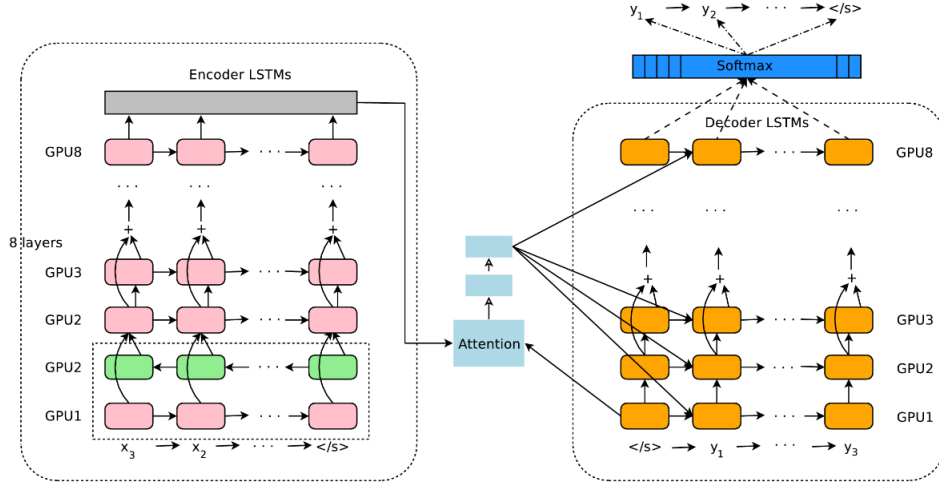 y1 y2 · · · </s>
Softmax
Encoder LSTMs
Decoder LSTMs
GPU8 · · · · · · GPU8
· · · · · · · · · · · ·
+ + +
8 layers
+ + +
GPU3 · · ·
· · · GPU3
GPU2 · · ·
Attention
GPU2 · · ·
· · · GPU2
GPU1 · · ·
· · · GPU1
x3 x2 · · · </s>
</s> y1 · · · y3